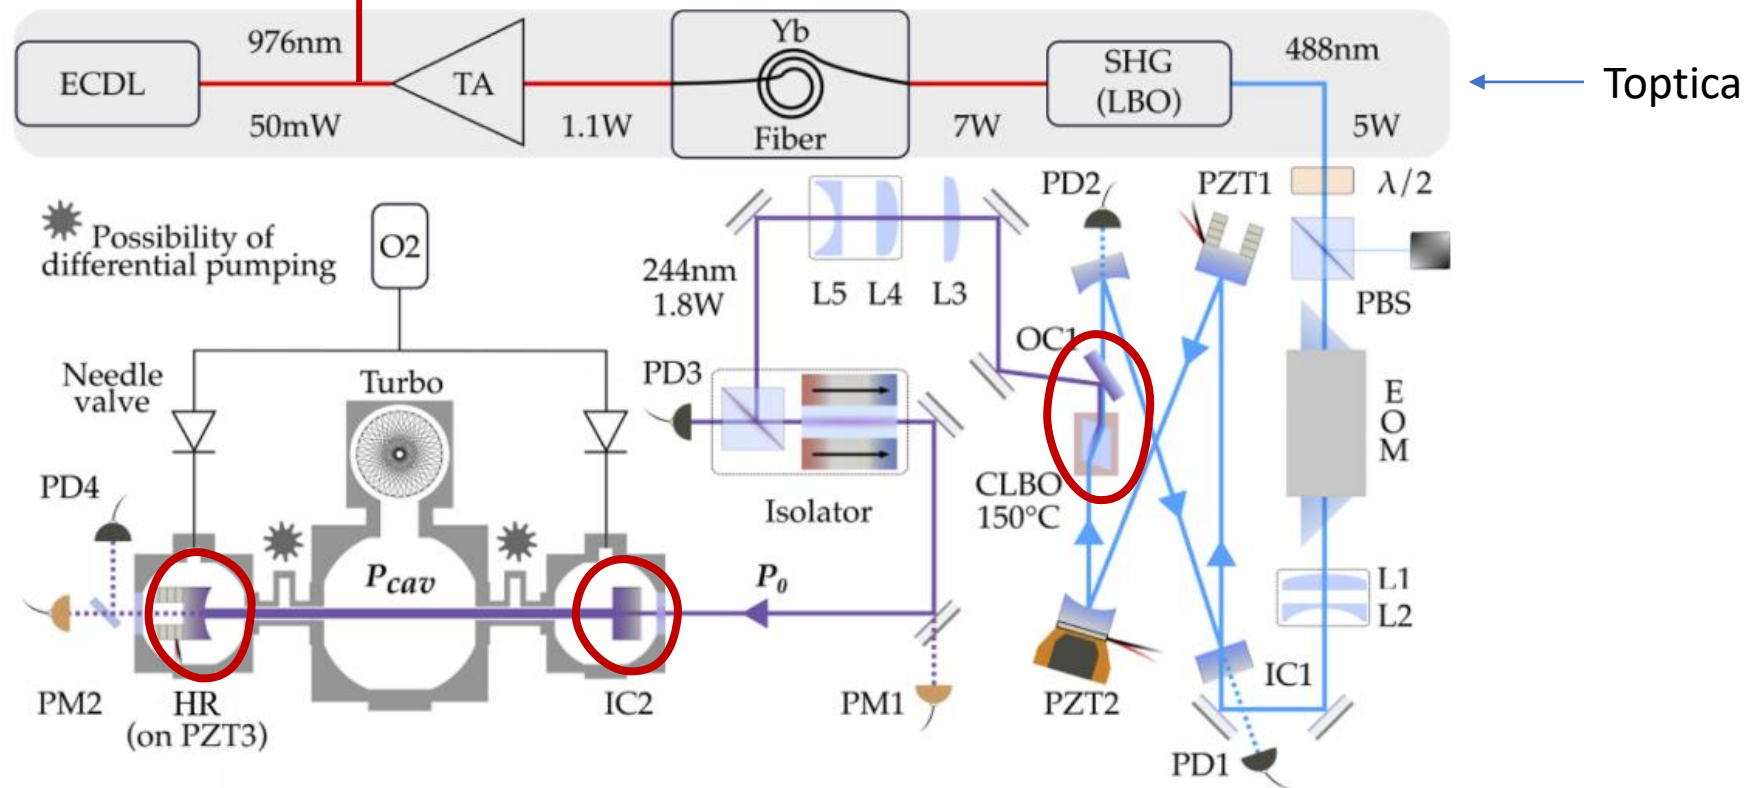 976nm
ECDL
50mW
TA
1.1W
Yb
Fiber
7W
SHG
(LBO)
488nm
5W
Toptica
Possibility of
differential pumping
O2
244nm
1.8W
L5 L4 L3
PD2
PZT1
λ/2
PBS
OC1
Needle
valve
Turbo
PD3
Isolator
CLBO
150°C
E
O
M
PD4
Pcav
P0
L1
L2
PM2
HR
(on PZT3)
IC2
PM1
PZT2
IC1
PD1